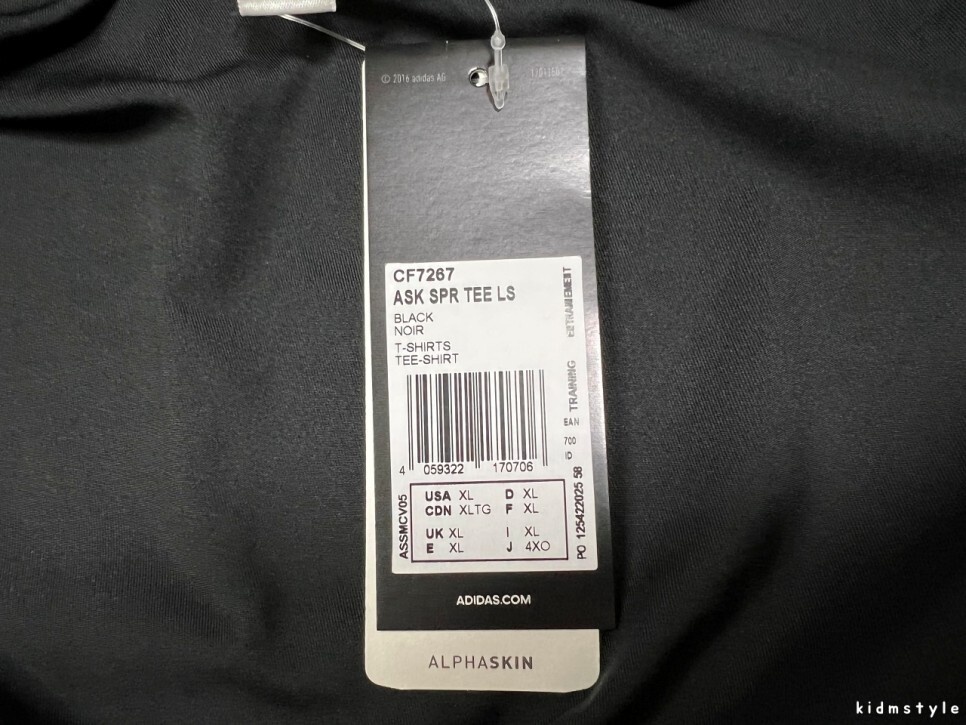 © 2016 adidas AG
CF7267
ASK SPR TEE LS
BLACK
NOIR
T-SHIRTS
TEE-SHIRT
TRAINING
EAN
700
ID
4 059322 170706
ASSMCV05
PO 125422025 58
USA XL D XL
CDN XLTG F XL
UK XL I XL
E XL J 4XO
ADIDAS.COM
ALPHASKIN
kidmstyle